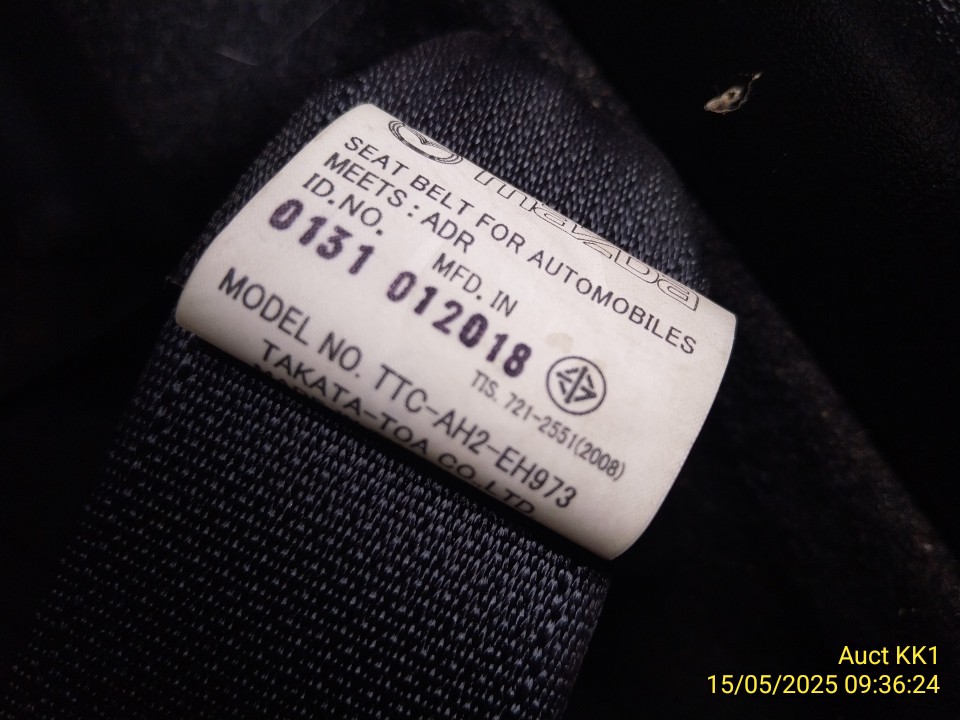 mazda
SEAT BELT FOR AUTOMOBILES
MEETS : ADR
ID.NO. MFD. IN
0131 012018
TIS. 721-2551(2008)
MODEL NO. TTC-AH2-EH973
TAKATA-TOA CO.,LTD.
Auct KK1
15/05/2025 09:36:24